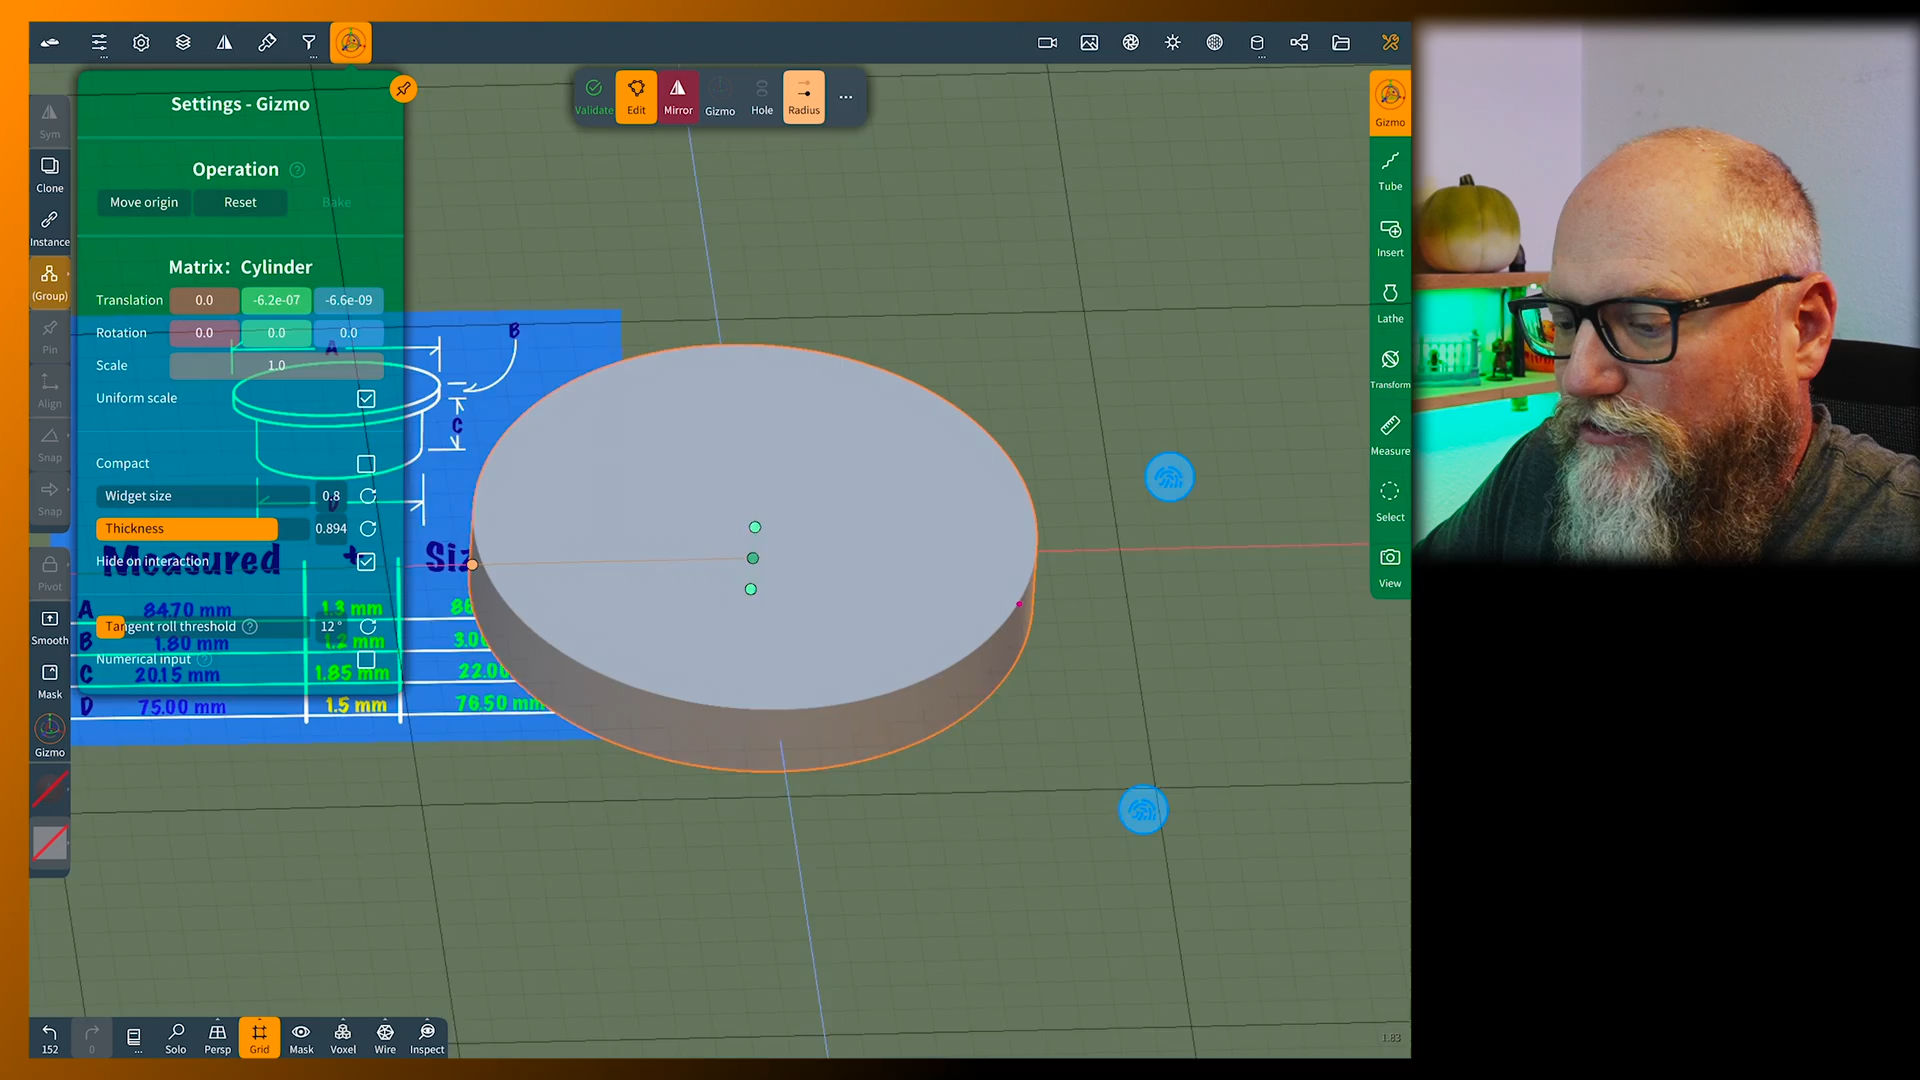 Settings - Gizmo
Operation
Move origin Reset Bake
Matrix: Cylinder
Translation 0.0 -6.2e-07 -6.6e-09
Rotation 0.0 0.0 0.0
Scale 1.0
Uniform scale
Compact
Widget size 0.8
Thickness 0.894
Hide on interaction
Tangent roll threshold 12°
Numerical input
Sym
Clone
Instance
(Group)
Pin
Align
Snap
Snap
Pivot
Smooth
Mask
Gizmo
Validate Edit Mirror Gizmo Hole Radius
A
B
C
D
Measured +
A 84.70 mm 1.3 mm
B 1.80 mm 1.2 mm
C 20.15 mm 1.85 mm
D 75.00 mm 1.5 mm 76.50 mm
Gizmo
Tube
Insert
Lathe
Transform
Measure
Select
View
152 0 Solo Persp Grid Mask Voxel Wire Inspect
1.83